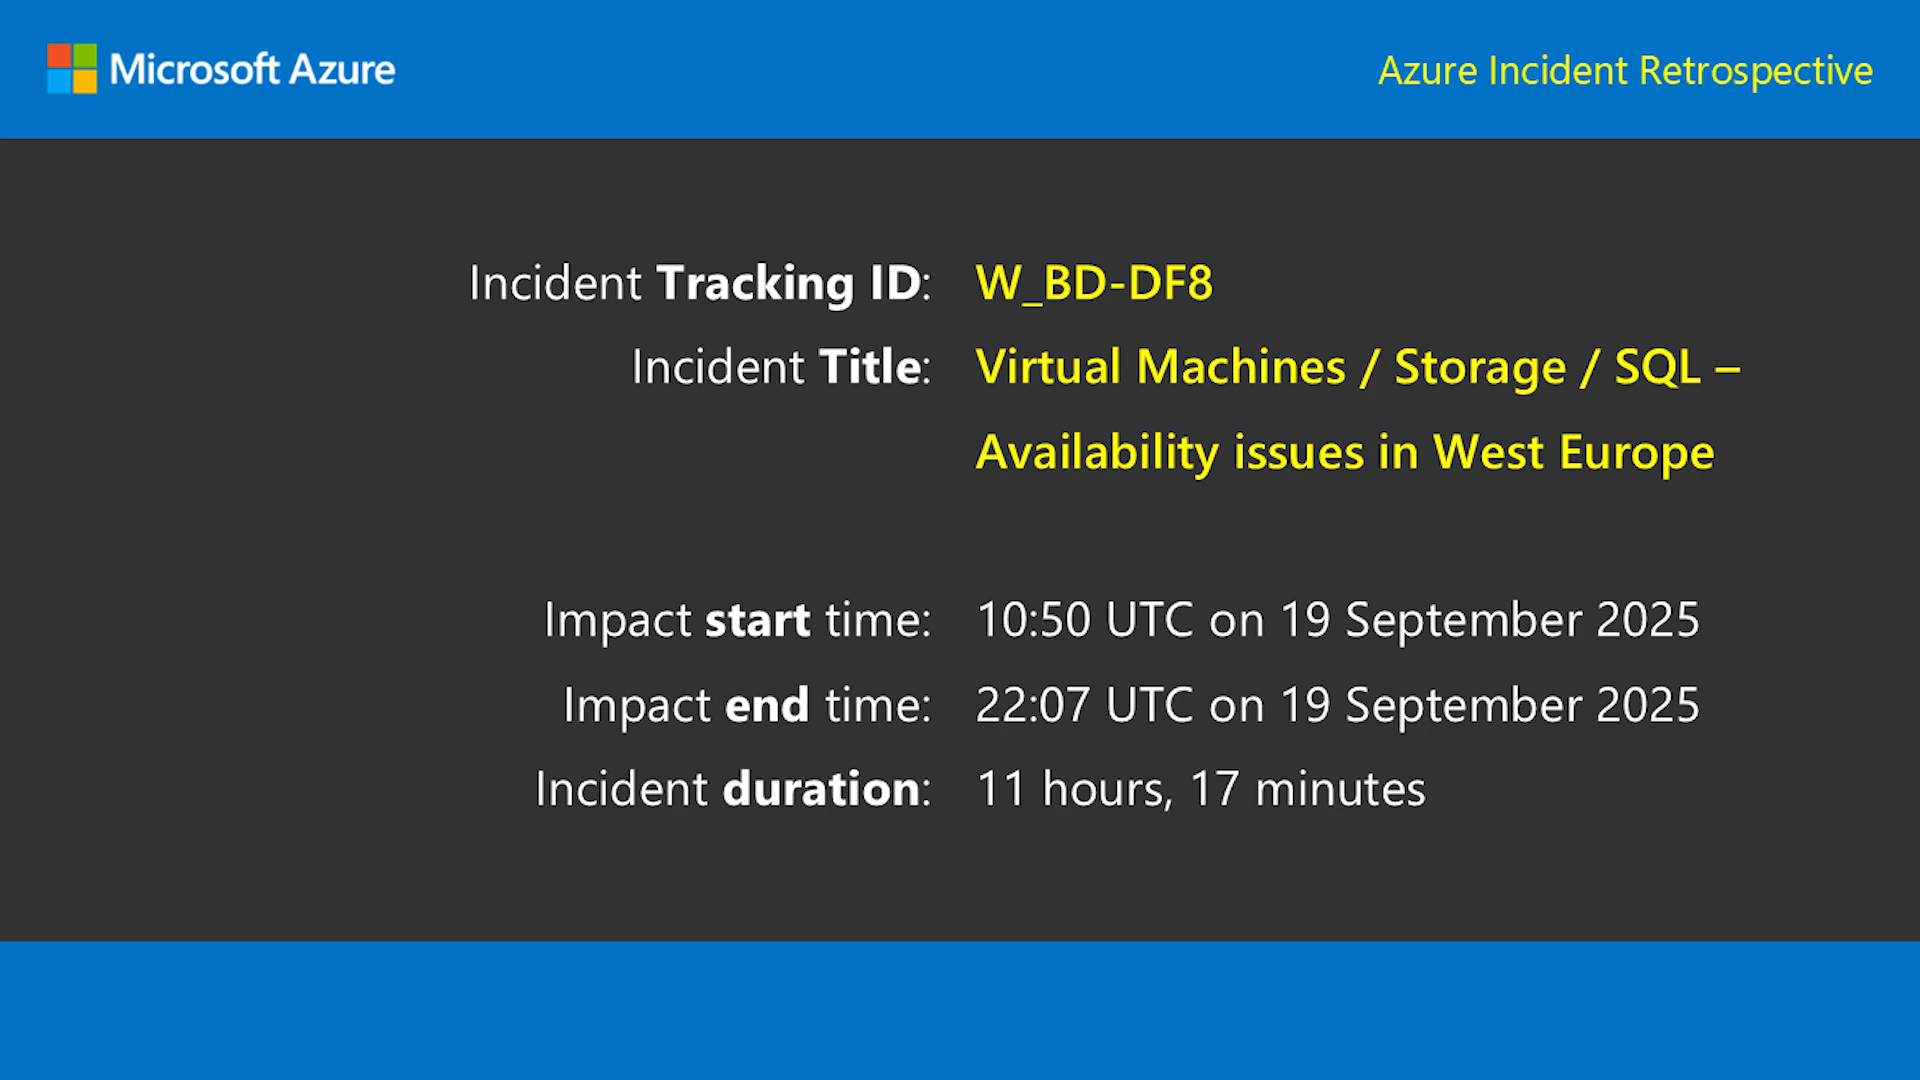 Microsoft Azure
Azure Incident Retrospective
Incident Tracking ID: W_BD-DF8
Incident Title: Virtual Machines / Storage / SQL –
Availability issues in West Europe
Impact start time: 10:50 UTC on 19 September 2025
Impact end time: 22:07 UTC on 19 September 2025
Incident duration: 11 hours, 17 minutes